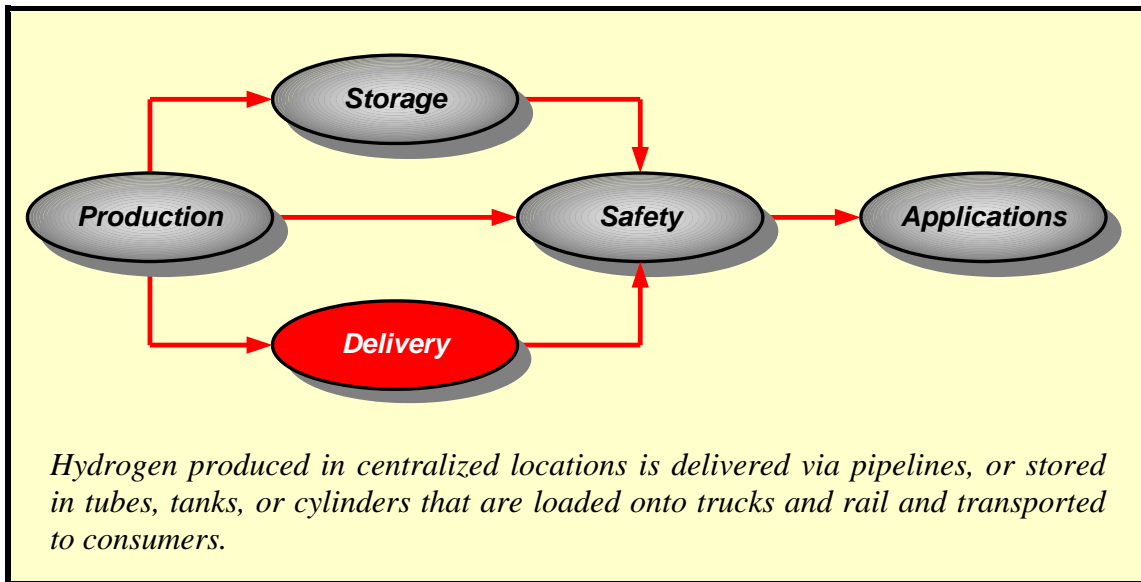 Storage
Production
Safety
Applications
Delivery
Hydrogen produced in centralized locations is delivered via pipelines, or stored
in tubes, tanks, or cylinders that are loaded onto trucks and rail and transported
to consumers.